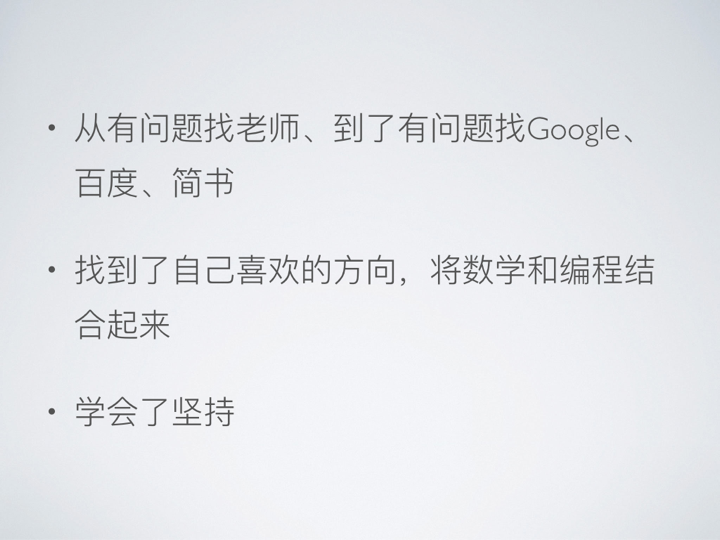 • 从有问题找老师、到了有问题找Google、
百度、简书
• 找到了自己喜欢的方向，将数学和编程结
合起来
• 学会了坚持